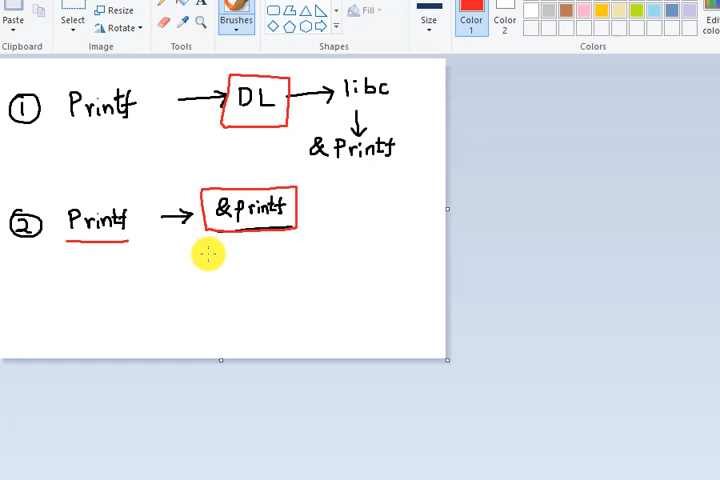 Paste
Select
Resize
Rotate
A
Brushes
Fill
Size
Color 1
Color 2
Edit
Clipboard
Image
Tools
Shapes
Colors
① Printf → DL → libc
↓
& Printf
② Printf → &printf